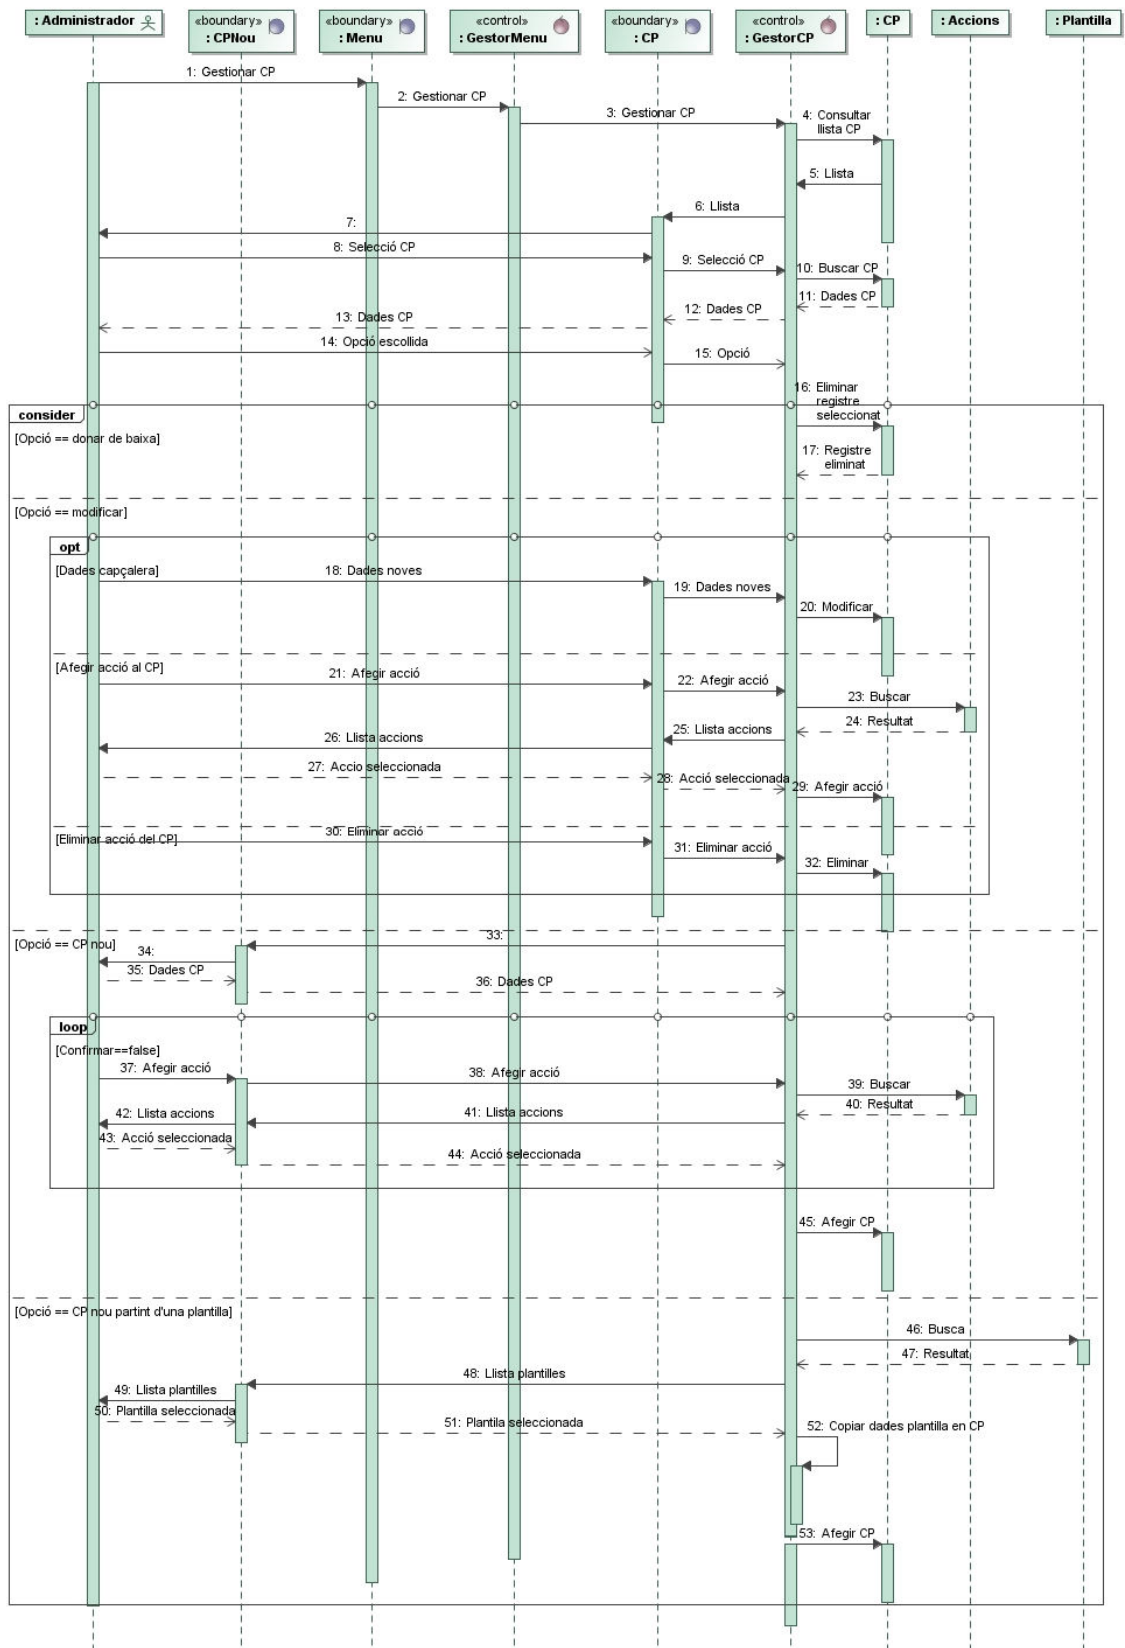 : Administrador
«boundary»
: CPNou
«boundary»
: Menu
«control»
: GestorMenu
«boundary»
: CP
«control»
: GestorCP
: CP
: Accions
: Plantilla
1: Gestionar CP
2: Gestionar CP
3: Gestionar CP
4: Consultar
llista CP
5: Llista
6: Llista
7:
8: Selecció CP
9: Selecció CP
10: Buscar CP
11: Dades CP
12: Dades CP
13: Dades CP
14: Opció escollida
15: Opció
16: Eliminar
registre
seleccionat
consider
[Opció == donar de baixa]
17: Registre
eliminat
[Opció == modificar]
opt
[Dades capçalera]
18: Dades noves
19: Dades noves
20: Modificar
[Afegir acció al CP]
21: Afegir acció
22: Afegir acció
23: Buscar
24: Resultat
25: Llista accions
26: Llista accions
27: Accio seleccionada
28: Acció seleccionada
29: Afegir acció
[Eliminar acció del CP]
30: Eliminar acció
31: Eliminar acció
32: Eliminar
[Opció == CP nou]
33:
34:
35: Dades CP
36: Dades CP
loop
[Confirmar==false]
37: Afegir acció
38: Afegir acció
39: Buscar
40: Resultat
41: Llista accions
42: Llista accions
43: Acció seleccionada
44: Acció seleccionada
45: Afegir CP
[Opció == CP nou partint d'una plantilla]
46: Busca
47: Resultat
48: Llista plantilles
49: Llista plantilles
50: Plantilla seleccionada
51: Plantila seleccionada
52: Copiar dades plantilla en CP
53: Afegir CP